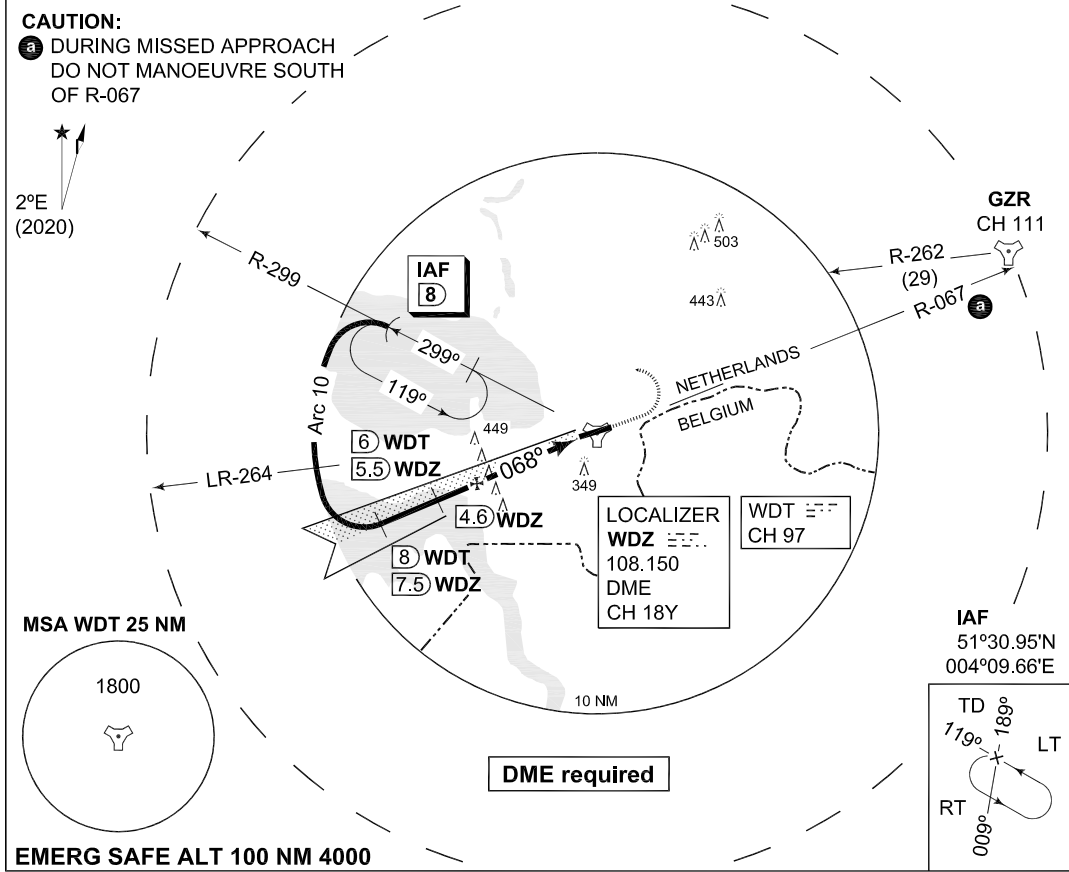 CAUTION:
a DURING MISSED APPROACH
DO NOT MANOEUVRE SOUTH
OF R-067
2ºE
(2020)
GZR
CH 111
R-262
(29)
R-067 a
R-299
IAF
8
503
443
299º
119º
NETHERLANDS
BELGIUM
Arc 10
449
6 WDT
5.5 WDZ
068º
349
LR-264
4.6 WDZ
8 WDT
7.5 WDZ
LOCALIZER
WDZ
108.150
DME
CH 18Y
WDT
CH 97
MSA WDT 25 NM
1800
10 NM
IAF
51º30.95'N
004º09.66'E
TD
119º
189º
LT
RT
009º
DME required
EMERG SAFE ALT 100 NM 4000